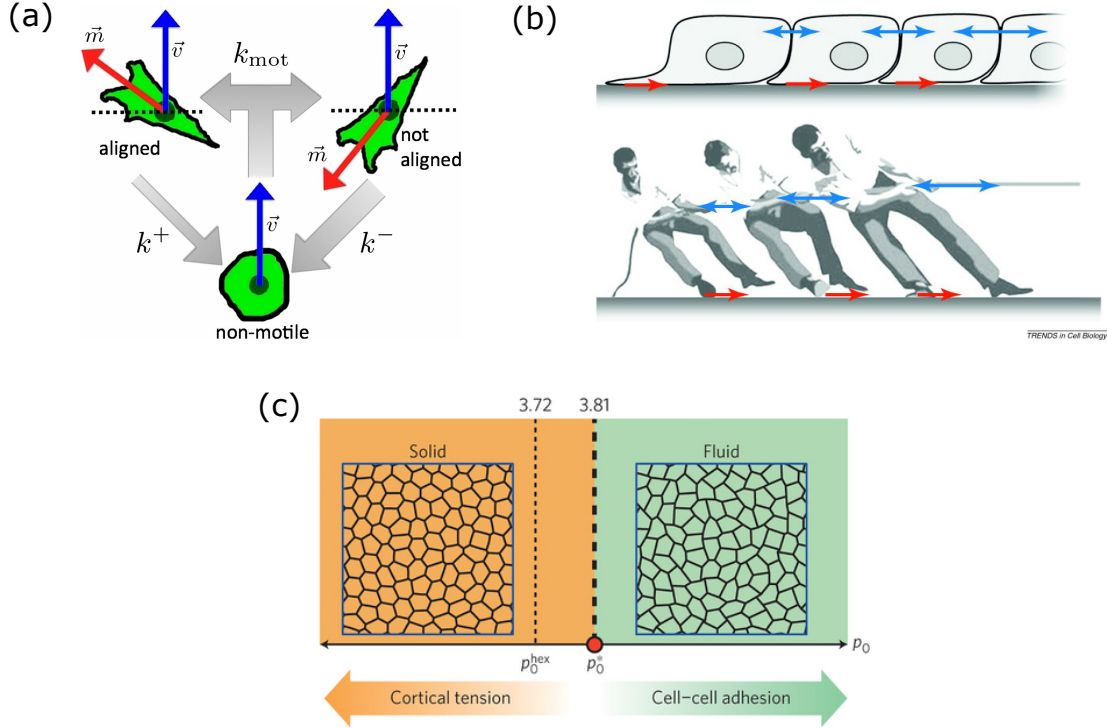 (a)
m⃗
v⃗
k_mot
v⃗
aligned
m⃗
not
aligned
v⃗
k⁺
k⁻
non-motile
(b)
TRENDS in Cell Biology
(c)
3.72
3.81
Solid
Fluid
p₀
p₀^hex
p₀*
Cortical tension
Cell–cell adhesion